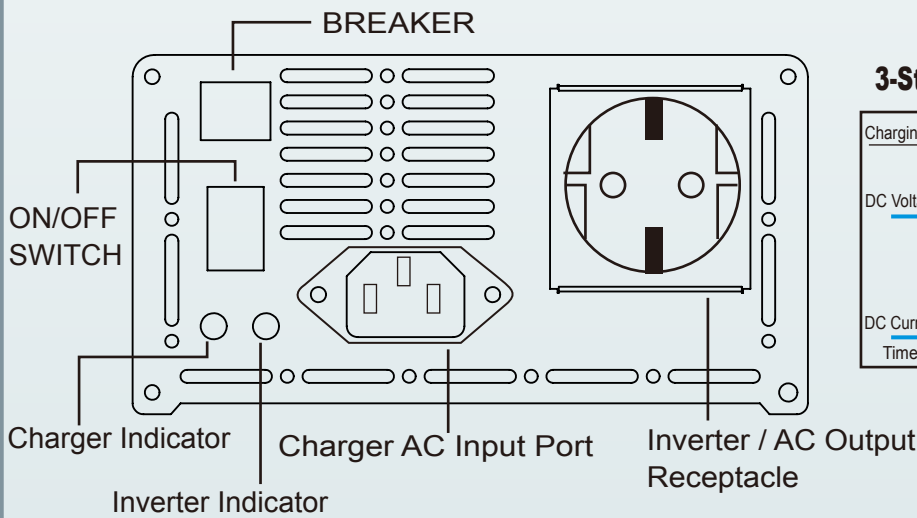 BREAKER
ON/OFF
SWITCH
Charger Indicator
Inverter Indicator
Charger AC Input Port
Inverter / AC Output
Receptacle
3-St
Chargin
DC Volt
DC Curr
Time